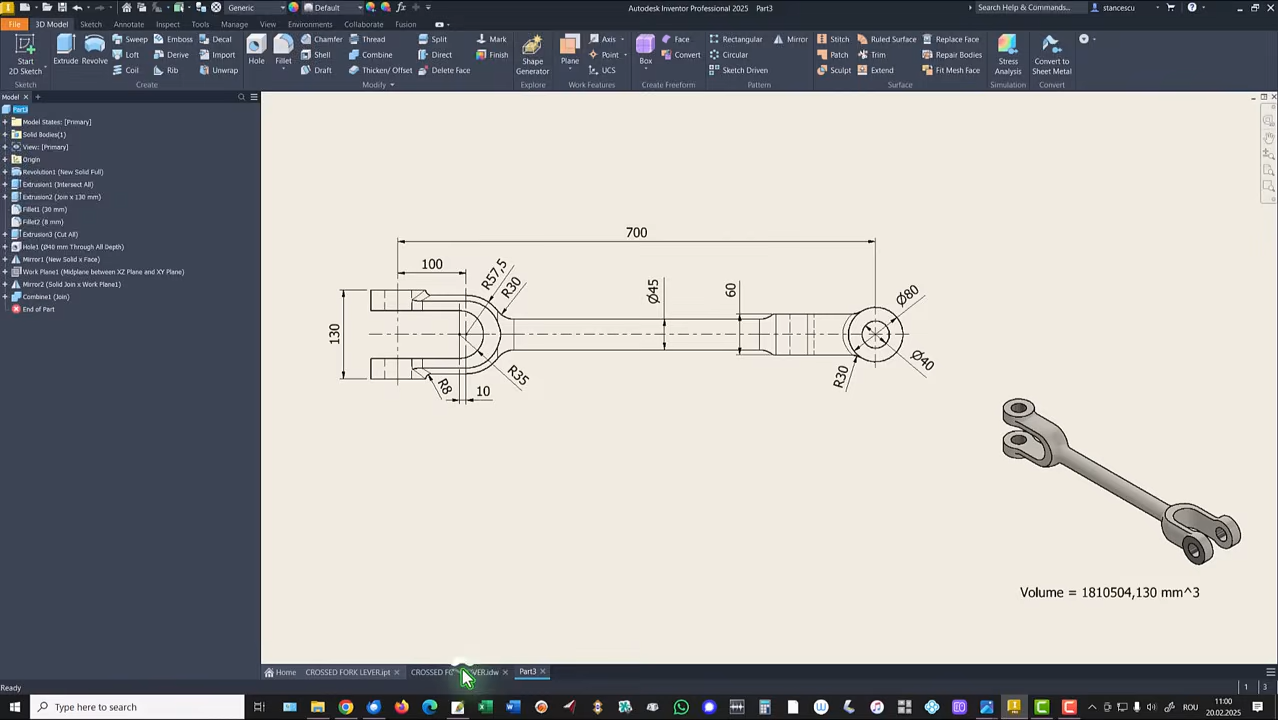 Generic
Default
Autodesk Inventor Professional 2025 Part3
Search Help & Commands...
stancescu
File 3D Model Sketch Annotate Inspect Tools Manage View Environments Collaborate Fusion
Start 2D Sketch
Extrude Revolve
Sweep Emboss Decal
Loft Derive Import
Coil Rib Unwrap
Hole Fillet
Chamfer Thread Split Mark
Shell Combine Direct Finish
Draft Thicken/ Offset Delete Face
Shape Generator
Plane
Axis
Point
UCS
Box
Face
Convert
Rectangular Mirror
Circular
Sketch Driven
Stitch Ruled Surface Replace Face
Patch Trim Repair Bodies
Sculpt Extend Fit Mesh Face
Stress Analysis
Convert to Sheet Metal
Sketch Create Modify Explore Work Features Create Freeform Pattern Surface Simulation Convert
Model
Part3
Model States: [Primary]
Solid Bodies(1)
View: [Primary]
Origin
Revolution1 (New Solid Full)
Extrusion1 (Intersect All)
Extrusion2 (Join x 130 mm)
Fillet1 (30 mm)
Fillet2 (8 mm)
Extrusion3 (Cut All)
Hole1 (Ø40 mm Through All Depth)
Mirror1 (New Solid x Face)
Work Plane1 (Midplane between XZ Plane and XY Plane)
Mirror2 (Solid Join x Work Plane1)
Combine1 (Join)
End of Part
700
100
R57,5
R30
130
Ø45
60
Ø80
Ø40
R30
R35
R8
10
Volume = 1810504,130 mm^3
Home CROSSED FORK LEVER.ipt Part3
Ready
1 3
Type here to search
ROU
11:00
20.02.2025